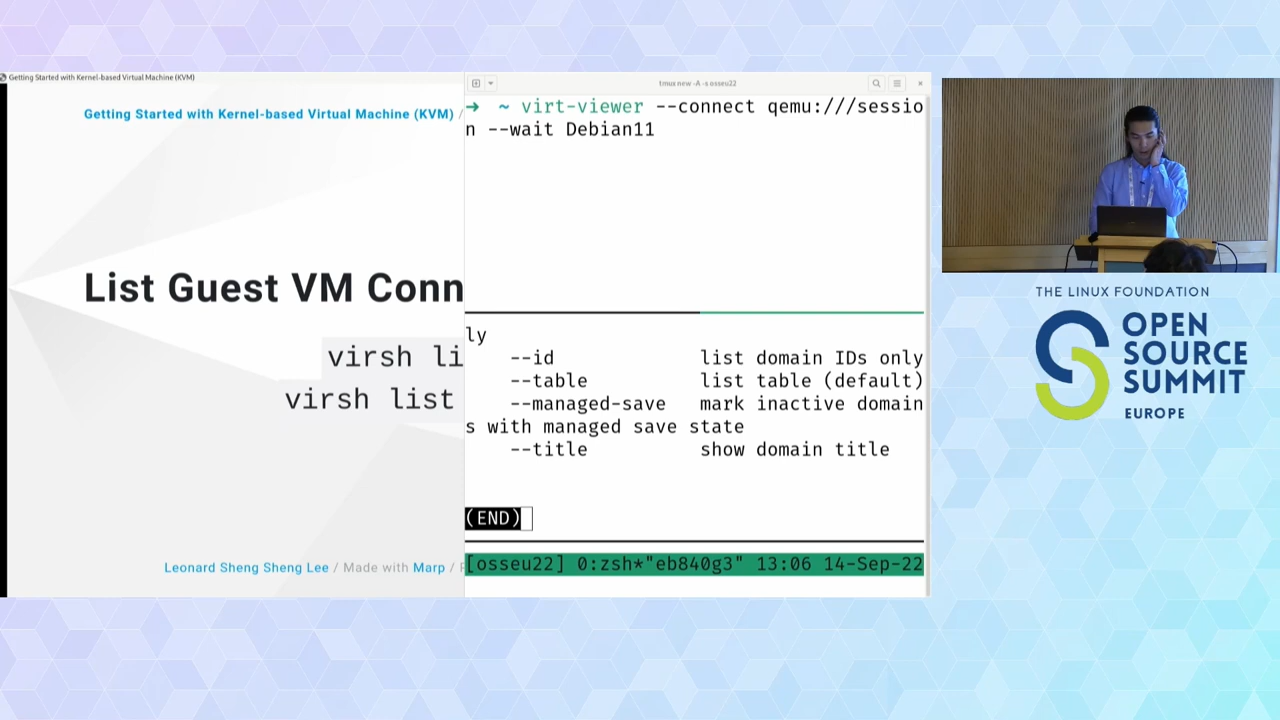 Getting Started with Kernel-based Virtual Machine (KVM)
Getting Started with Kernel-based Virtual Machine (KVM) /
List Guest VM Conn
virsh li
virsh list
Leonard Sheng Sheng Lee / Made with Marp /
tmux new -A -s osseu22
→ ~ virt-viewer --connect qemu:///sessio
n --wait Debian11
ly
--id list domain IDs only
--table list table (default)
--managed-save mark inactive domain
s with managed save state
--title show domain title
(END)
[osseu22] 0:zsh*"eb840g3" 13:06 14-Sep-22
THE LINUX FOUNDATION
OPEN
SOURCE
SUMMIT
EUROPE